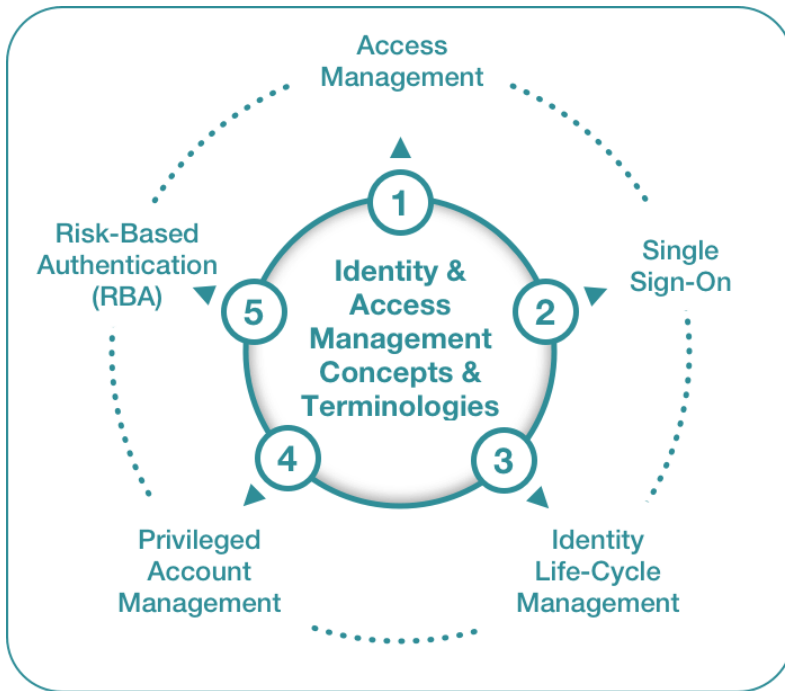 Access
Management
1
Single
Sign-On
2
Identity
Life-Cycle
Management
3
Privileged
Account
Management
4
Risk-Based
Authentication
(RBA)
5
Identity &
Access
Management
Concepts &
Terminologies